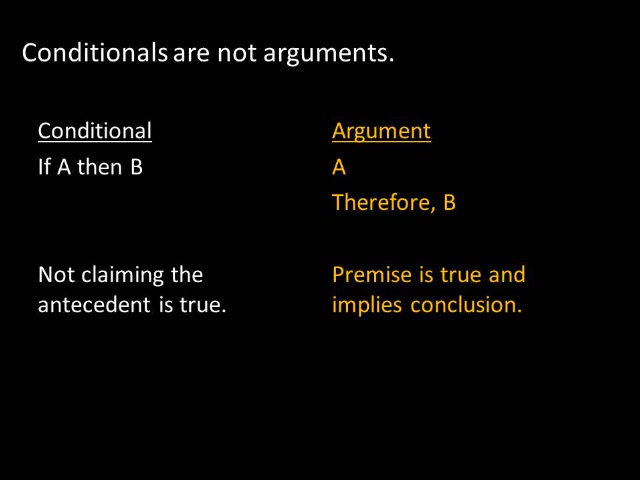 Conditionals are not arguments.
Conditional
If A then B
Not claiming the
antecedent is true.
Argument
A
Therefore, B
Premise is true and
implies conclusion.